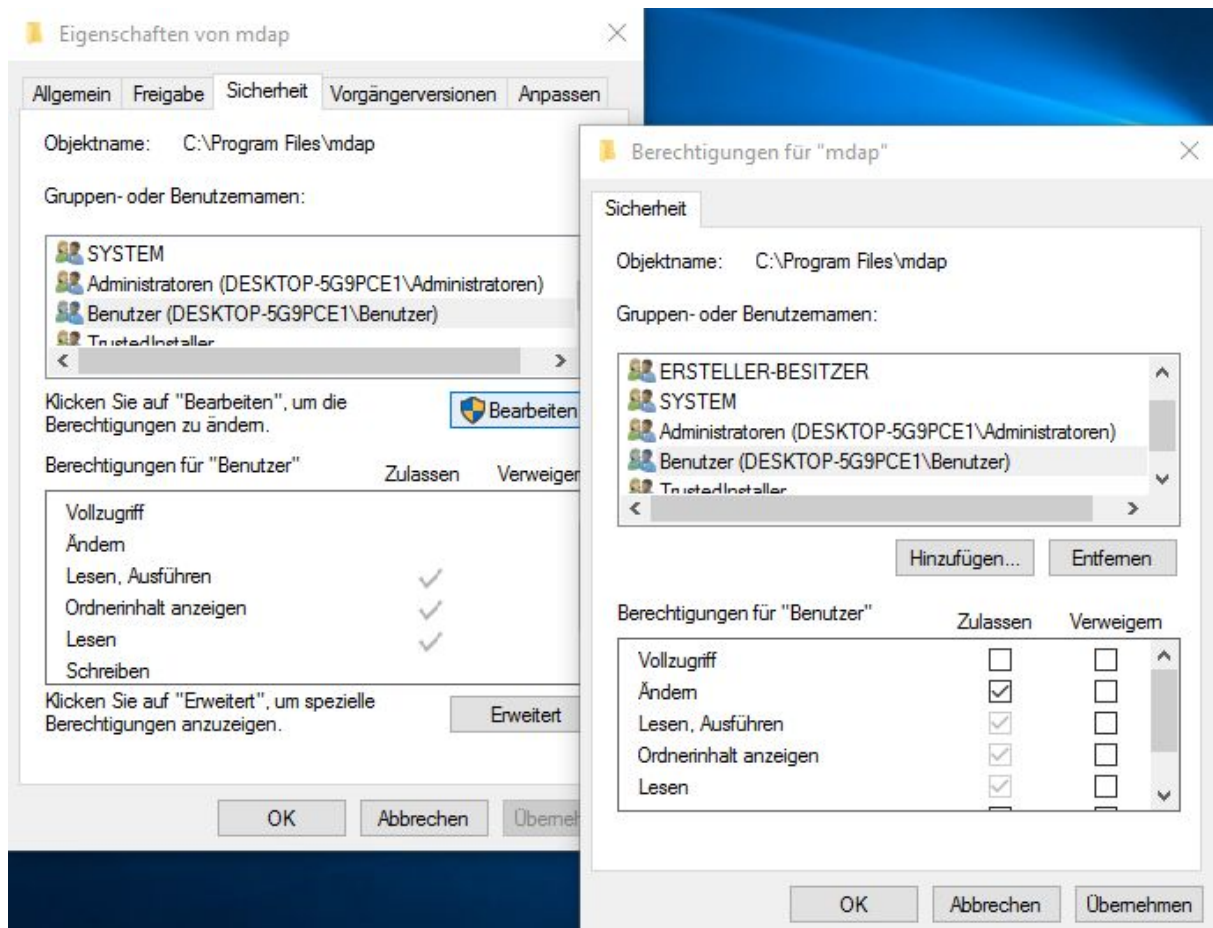 Eigenschaften von mdap
Allgemein Freigabe Sicherheit Vorgängerversionen Anpassen
Objektname: C:\Program Files\mdap
Gruppen- oder Benutzernamen:
SYSTEM
Administratoren (DESKTOP-5G9PCE1\Administratoren)
Benutzer (DESKTOP-5G9PCE1\Benutzer)
TrustedInstaller
Klicken Sie auf "Bearbeiten", um die
Berechtigungen zu ändern.
Bearbeiten
Berechtigungen für "Benutzer" Zulassen Verweiger
Vollzugriff
Ändern
Lesen, Ausführen
Ordnerinhalt anzeigen
Lesen
Schreiben
Klicken Sie auf "Erweitert", um spezielle
Berechtigungen anzuzeigen.
Erweitert
OK Abbrechen Überneh
Berechtigungen für "mdap"
Sicherheit
Objektname: C:\Program Files\mdap
Gruppen- oder Benutzernamen:
ERSTELLER-BESITZER
SYSTEM
Administratoren (DESKTOP-5G9PCE1\Administratoren)
Benutzer (DESKTOP-5G9PCE1\Benutzer)
TrustedInstaller
Hinzufügen... Entfernen
Berechtigungen für "Benutzer" Zulassen Verweigern
Vollzugriff
Ändern
Lesen, Ausführen
Ordnerinhalt anzeigen
Lesen
OK Abbrechen Übernehmen